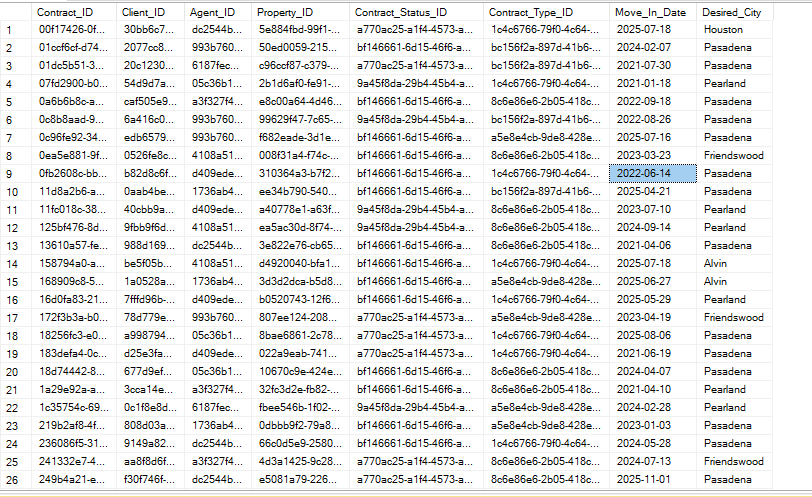 Contract_ID Client_ID Agent_ID Property_ID Contract_Status_ID Contract_Type_ID Move_In_Date Desired_City
1 00f17426-0f... 30bb6c7... dc2544b... 5e884fbd-99f1-... a770ac25-a1f4-4573-a... 1c4c6766-79f0-4c64-... 2025-07-18 Houston
2 01ccf6cf-d74... 2077cc8... 993b760... 50ed0059-215... bf146661-6d15-46f6-... bc156f2a-897d-41b6-... 2024-02-07 Pasadena
3 01dc5b51-3... 20c1230... 6187fec... c96ccf87-c379-... a770ac25-a1f4-4573-a... bc156f2a-897d-41b6-... 2021-07-30 Pasadena
4 07fd2900-b0... 54d9d7a... 05c36b1... 2b1d6af0-fe91-... 9a45f8da-29b4-45b4-a... 1c4c6766-79f0-4c64-... 2021-01-18 Pearland
5 0a6b6b8c-a... caf505e9... a3f327f4... e8c00a64-4d46... bf146661-6d15-46f6-a... 8c6e86e6-2b05-418c... 2022-09-18 Pasadena
6 0c8b8aad-9... 6a416c0... 993b760... 99629f47-7c65-... bf146661-6d15-46f6-a... bc156f2a-897d-41b6-... 2022-08-26 Pasadena
7 0c96fe92-34... edb6579... 993b760... f682eade-3d1e... bf146661-6d15-46f6-a... a5e8e4cb-9de8-428e... 2025-07-16 Pasadena
8 0ea5e881-9f... 0526fe8c... 4108a51... 008f31a4-f74c-... bf146661-6d15-46f6-a... 8c6e86e6-2b05-418c... 2023-03-23 Friendswood
9 0fb2608c-bb... b82d8c6f... d409ede... 310364a3-b7f2... bf146661-6d15-46f6-a... 1c4c6766-79f0-4c64-... 2022-06-14 Pasadena
10 11d8a2b6-a... 0aab4be... 1736ab4... ee34b790-540... bf146661-6d15-46f6-a... bc156f2a-897d-41b6-... 2025-04-21 Pasadena
11 11fc018c-38... 40cbb9a... d409ede... a40778e1-a63f... 9a45f8da-29b4-45b4-a... 8c6e86e6-2b05-418c... 2023-07-10 Pearland
12 125bf476-8d... 9fbb9f6d... 4108a51... ea5ac30d-8f74-... 9a45f8da-29b4-45b4-a... 8c6e86e6-2b05-418c... 2024-09-14 Pearland
13 13610a57-fe... 988d169... dc2544b... 3e822e76-cb65... bf146661-6d15-46f6-a... 8c6e86e6-2b05-418c... 2021-04-06 Pasadena
14 158794a0-a... be5f05b... 4108a51... d4920040-bfa1... bf146661-6d15-46f6-a... 1c4c6766-79f0-4c64-... 2025-07-18 Alvin
15 168909c8-5... 1a0528a... 1736ab4... 3d3d2dca-b5d8... bf146661-6d15-46f6-a... a5e8e4cb-9de8-428e... 2025-06-27 Alvin
16 16d0fa83-21... 7fffd96b-... d409ede... b0520743-12f6... bf146661-6d15-46f6-a... 1c4c6766-79f0-4c64-... 2025-05-29 Pearland
17 172f3b3a-b0... 78d779e... 993b760... 807ee124-208... a770ac25-a1f4-4573-a... a5e8e4cb-9de8-428e... 2023-04-19 Friendswood
18 18256fc3-e0... a998794... 05c36b1... 8bae6861-2c78... a770ac25-a1f4-4573-a... 1c4c6766-79f0-4c64-... 2025-08-06 Pasadena
19 183defa4-0c... d25e3fa... d409ede... 022a9eab-741... a770ac25-a1f4-4573-a... 1c4c6766-79f0-4c64-... 2021-06-19 Pasadena
20 18d74442-8... 677d9ef... 05c36b1... 10670c9e-424e... bf146661-6d15-46f6-a... 8c6e86e6-2b05-418c... 2024-04-07 Pasadena
21 1a29e92a-a... 3cca14e... a3f327f4... 32fc3d2e-fb82-... bf146661-6d15-46f6-a... 8c6e86e6-2b05-418c... 2021-04-10 Pearland
22 1c35754c-69... 0c1f8e8d... 6187fec... fbee546b-1f02-... 9a45f8da-29b4-45b4-a... a5e8e4cb-9de8-428e... 2024-02-28 Pearland
23 219b2af8-4f... 808d03a... 1736ab4... 0dbbb9f2-79a8... bf146661-6d15-46f6-a... a5e8e4cb-9de8-428e... 2023-01-03 Pasadena
24 236086f5-31... 9149a82... dc2544b... 66c0d5e9-2580... bf146661-6d15-46f6-a... 1c4c6766-79f0-4c64-... 2024-05-28 Pasadena
25 241332e7-4... aa8f8d6f... a3f327f4... 4d3a1425-9c28... a770ac25-a1f4-4573-a... 8c6e86e6-2b05-418c... 2024-07-13 Friendswood
26 249b4a21-e... f30f746f-... dc2544b... e5081a79-226... a770ac25-a1f4-4573-a... 8c6e86e6-2b05-418c... 2025-11-01 Pasadena